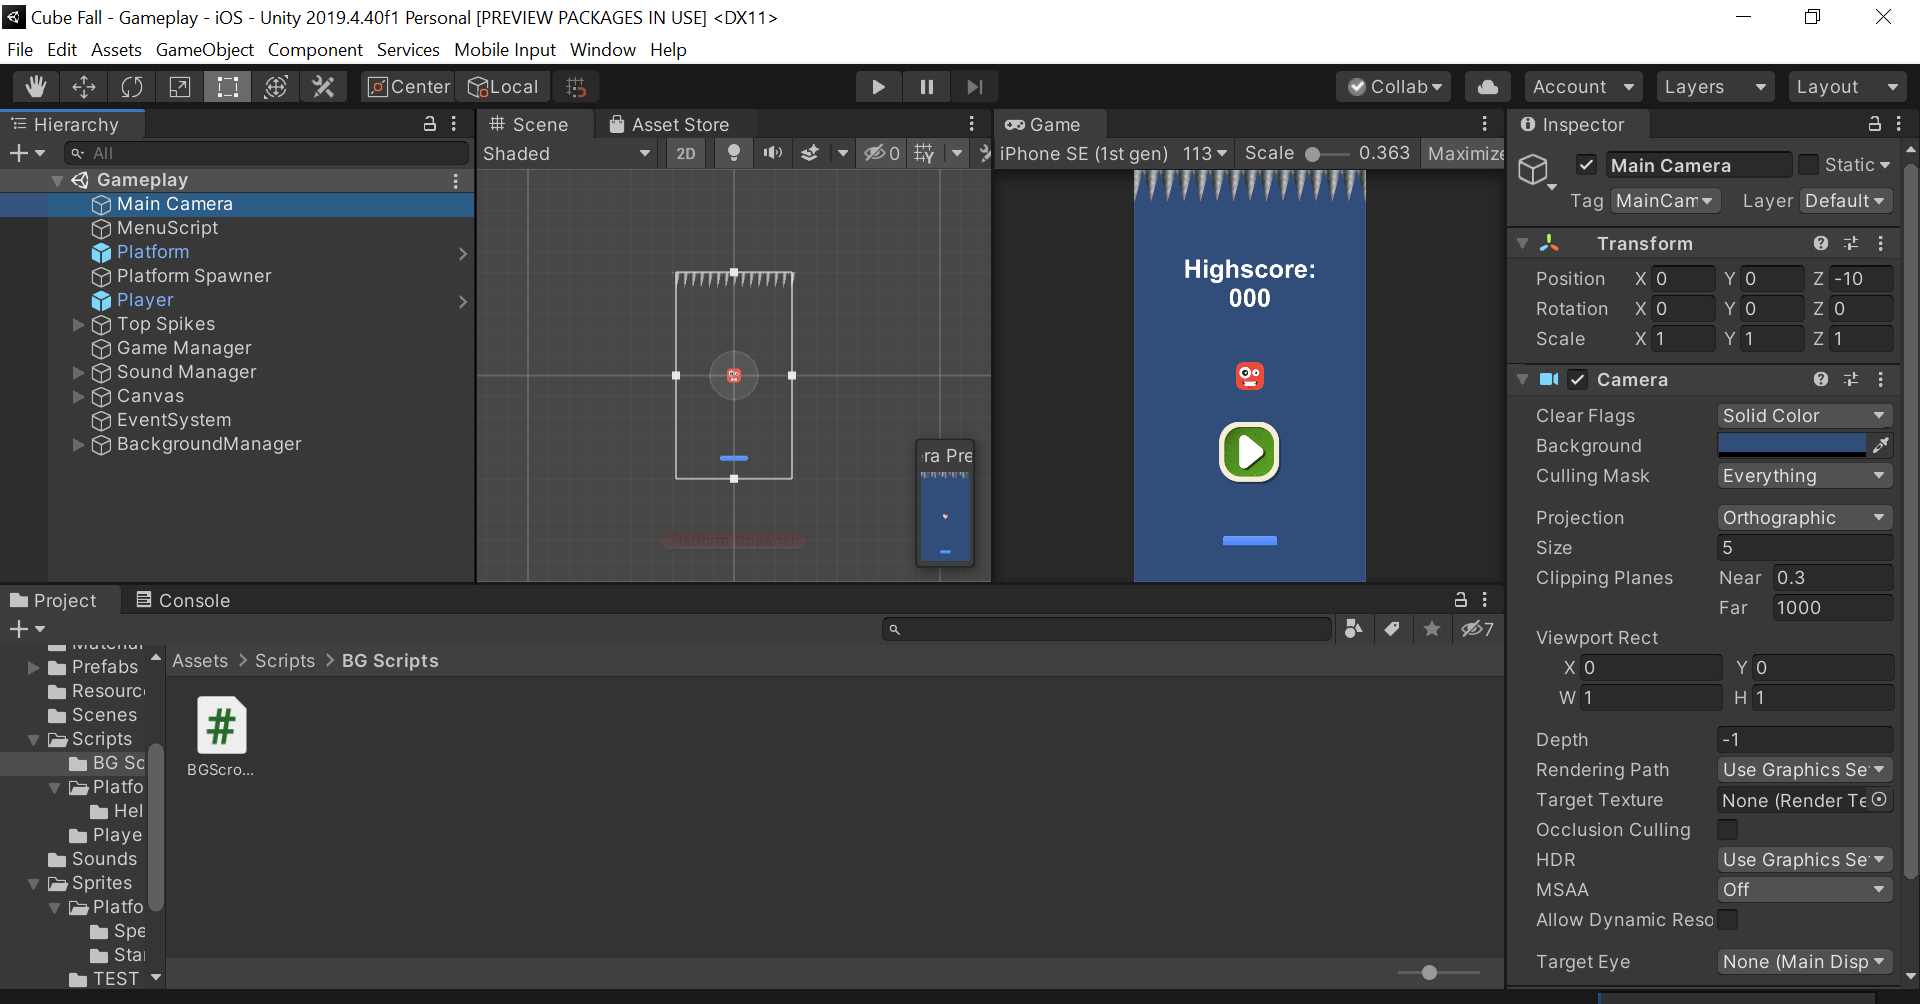 Cube Fall - Gameplay - iOS - Unity 2019.4.40f1 Personal [PREVIEW PACKAGES IN USE] <DX11>
File Edit Assets GameObject Component Services Mobile Input Window Help
Center Local Collab Account Layers Layout
Hierarchy
All
Gameplay
Main Camera
MenuScript
Platform
Platform Spawner
Player
Top Spikes
Game Manager
Sound Manager
Canvas
EventSystem
BackgroundManager
Scene Asset Store
Shaded 2D 0
ra Pre
Game
iPhone SE (1st gen) 113 Scale 0.363 Maximize
Highscore:
000
Inspector
Main Camera Static
Tag MainCam Layer Default
Transform
Position X 0 Y 0 Z -10
Rotation X 0 Y 0 Z 0
Scale X 1 Y 1 Z 1
Camera
Clear Flags Solid Color
Background
Culling Mask Everything
Projection Orthographic
Size 5
Clipping Planes Near 0.3
Far 1000
Viewport Rect
X 0 Y 0
W 1 H 1
Depth -1
Rendering Path Use Graphics Se
Target Texture None (Render Te
Occlusion Culling
HDR Use Graphics Se
MSAA Off
Allow Dynamic Reso
Target Eye None (Main Disp
Project Console
7
Prefabs
Resourc
Scenes
Scripts
BG Sc
Platfo
Hel
Playe
Sounds
Sprites
Platfo
Spe
Sta
TEST
Assets > Scripts > BG Scripts
#
BGScro...